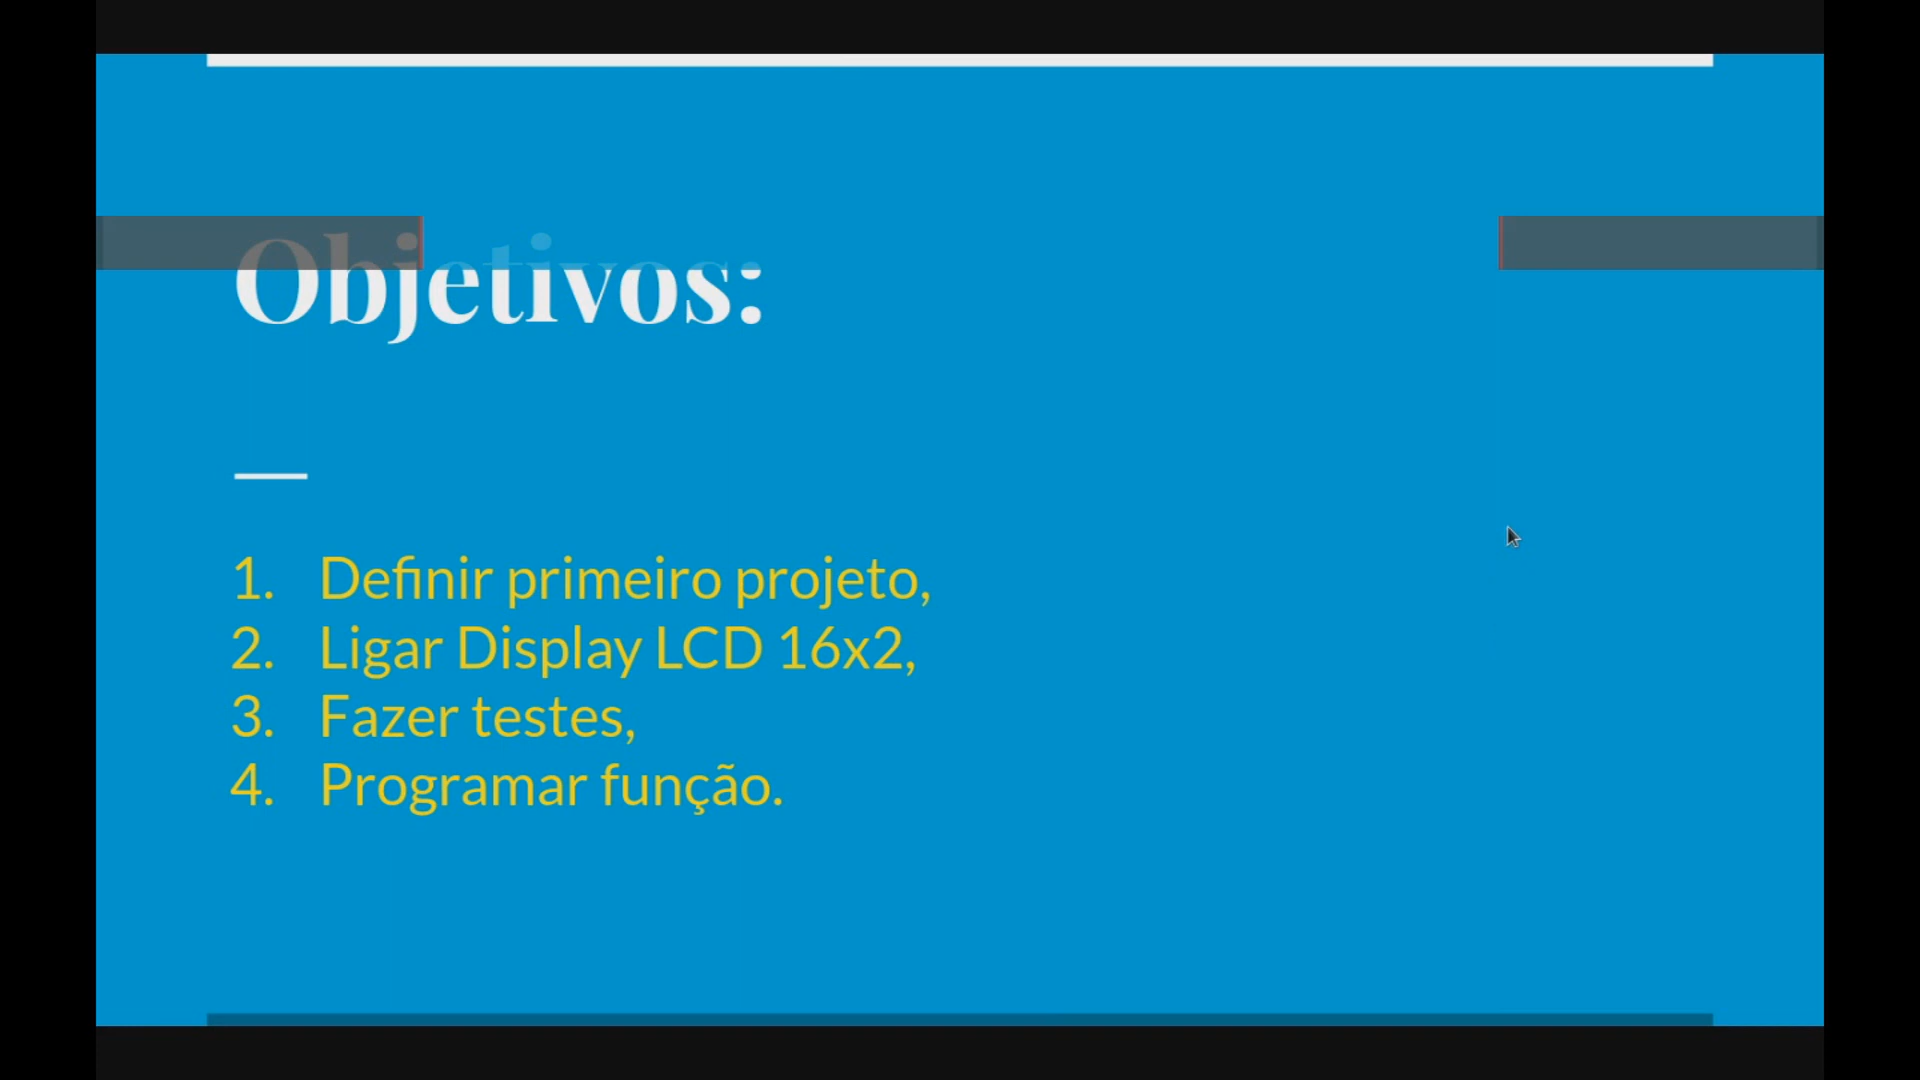 Objetivos:
1. Definir primeiro projeto,
2. Ligar Display LCD 16x2,
3. Fazer testes,
4. Programar função.